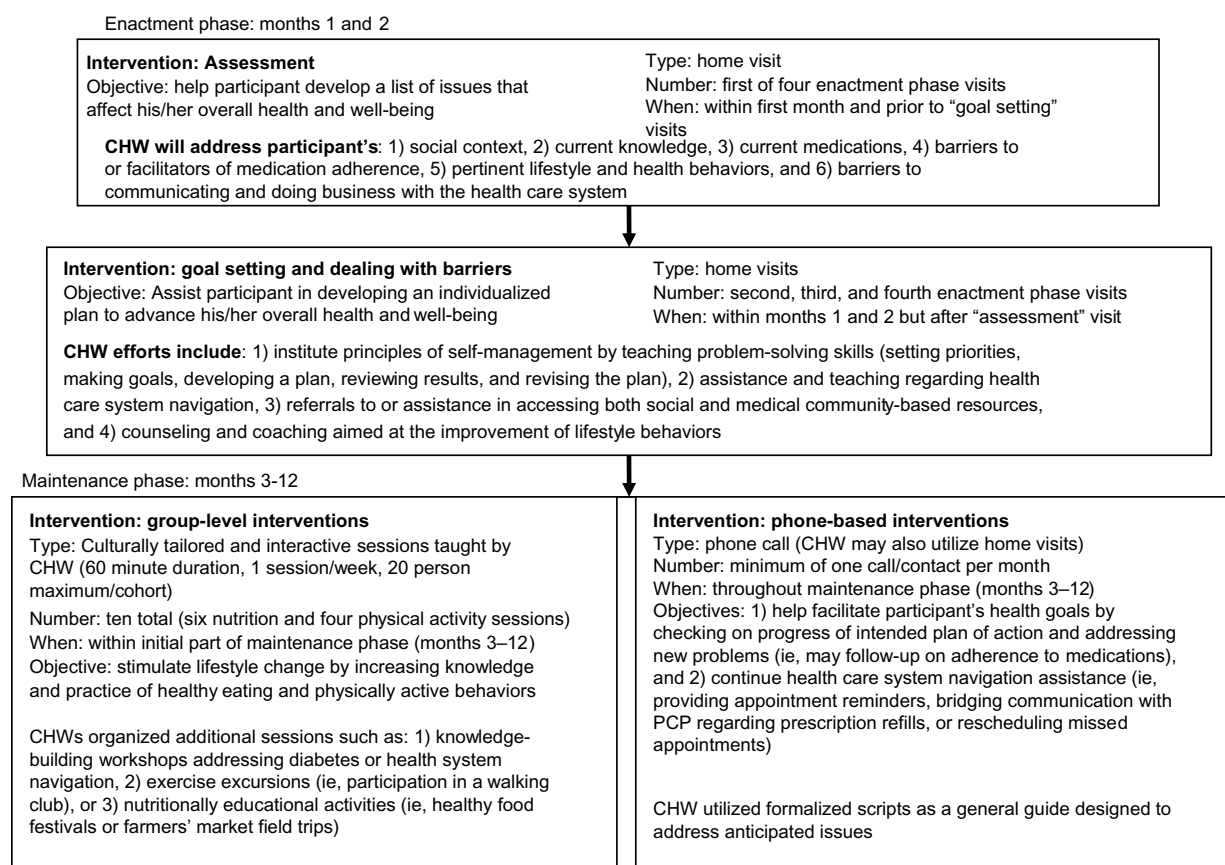 Enactment phase: months 1 and 2
Intervention: Assessment
Objective: help participant develop a list of issues that
affect his/her overall health and well-being
Type: home visit
Number: first of four enactment phase visits
When: within first month and prior to “goal setting”
visits
CHW will address participant’s: 1) social context, 2) current knowledge, 3) current medications, 4) barriers to
or facilitators of medication adherence, 5) pertinent lifestyle and health behaviors, and 6) barriers to
communicating and doing business with the health care system
Intervention: goal setting and dealing with barriers
Objective: Assist participant in developing an individualized
plan to advance his/her overall health and well-being
Type: home visits
Number: second, third, and fourth enactment phase visits
When: within months 1 and 2 but after “assessment” visit
CHW efforts include: 1) institute principles of self-management by teaching problem-solving skills (setting priorities,
making goals, developing a plan, reviewing results, and revising the plan), 2) assistance and teaching regarding health
care system navigation, 3) referrals to or assistance in accessing both social and medical community-based resources,
and 4) counseling and coaching aimed at the improvement of lifestyle behaviors
Maintenance phase: months 3-12
Intervention: group-level interventions
Type: Culturally tailored and interactive sessions taught by
CHW (60 minute duration, 1 session/week, 20 person
maximum/cohort)
Number: ten total (six nutrition and four physical activity sessions)
When: within initial part of maintenance phase (months 3–12)
Objective: stimulate lifestyle change by increasing knowledge
and practice of healthy eating and physically active behaviors
CHWs organized additional sessions such as: 1) knowledge-
building workshops addressing diabetes or health system
navigation, 2) exercise excursions (ie, participation in a walking
club), or 3) nutritionally educational activities (ie, healthy food
festivals or farmers’ market field trips)
Intervention: phone-based interventions
Type: phone call (CHW may also utilize home visits)
Number: minimum of one call/contact per month
When: throughout maintenance phase (months 3–12)
Objectives: 1) help facilitate participant’s health goals by
checking on progress of intended plan of action and addressing
new problems (ie, may follow-up on adherence to medications),
and 2) continue health care system navigation assistance (ie,
providing appointment reminders, bridging communication with
PCP regarding prescription refills, or rescheduling missed
appointments)
CHW utilized formalized scripts as a general guide designed to
address anticipated issues